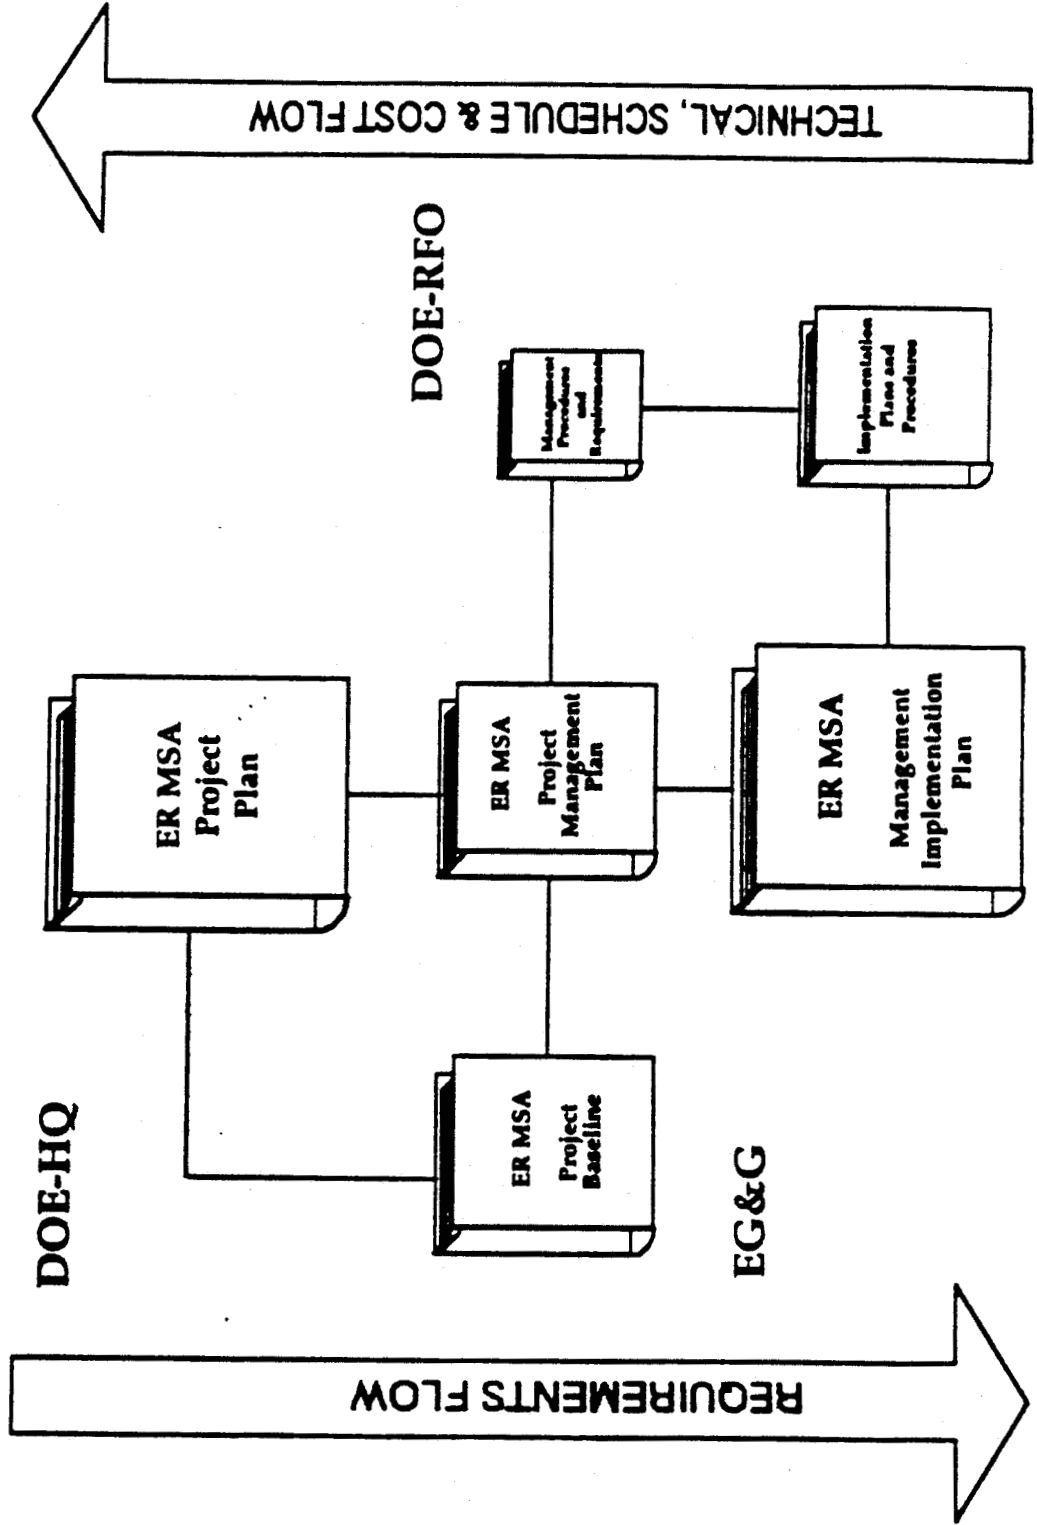 DOE-HQ
ER MSA
Project
Plan
DOE-RFO
ER MSA
Project
Baseline
ER MSA
Project
Management
Plan
Management
Procedures
and
Requirements
EG&G
ER MSA
Management
Implementation
Plan
Implementation
Plans and
Procedures
REQUIREMENTS FLOW
TECHNICAL, SCHEDULE & COST FLOW